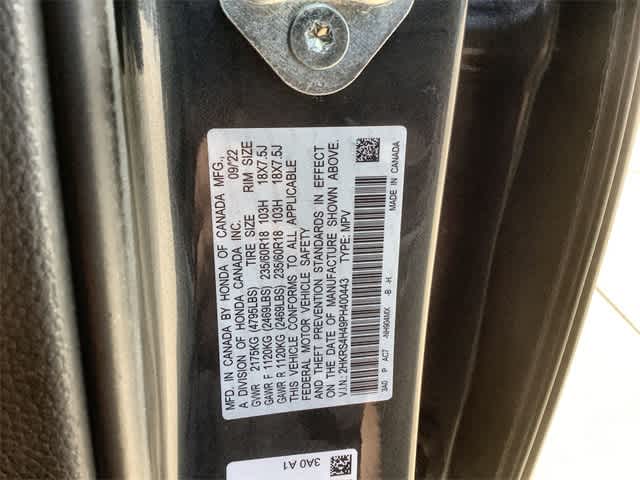 MFD. IN CANADA BY HONDA OF CANADA MFG.,
A DIVISION OF HONDA CANADA INC. 09/22
GVWR 2175KG (4795LBS) TIRE SIZE RIM SIZE
GAWR F 1120KG (2469LBS) 235/60R18 103H 18X7.5J
GAWR R 1120KG (2469LBS) 235/60R18 103H 18X7.5J
THIS VEHICLE CONFORMS TO ALL APPLICABLE
FEDERAL MOTOR VEHICLE SAFETY
AND THEFT PREVENTION STANDARDS IN EFFECT
ON THE DATE OF MANUFACTURE SHOWN ABOVE.
V.I.N.: 2HKRS4H49PH400443 TYPE: MPV
3A0 P AC7 -NH904MX -B -H.
MADE IN CANADA
3A0 A1